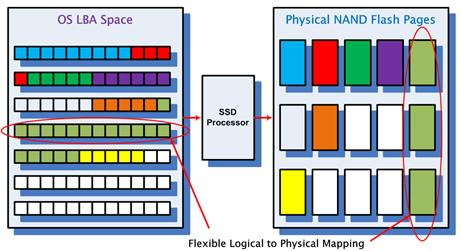 OS LBA Space
Physical NAND Flash Pages
SSD
Processor
Flexible Logical to Physical Mapping